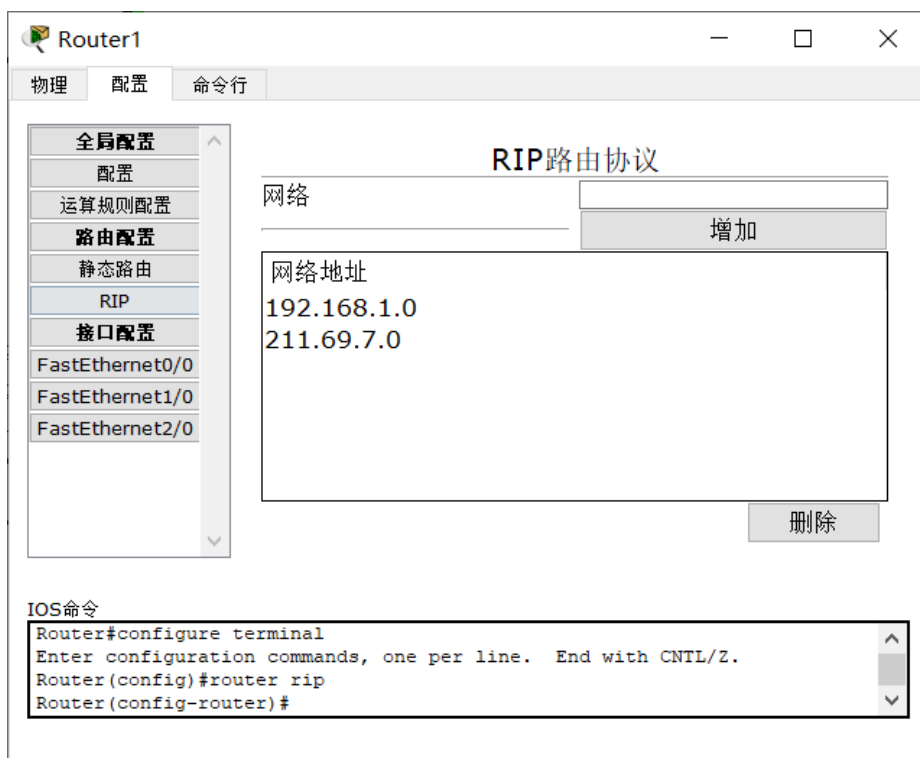 Router1
物理 配置 命令行
全局配置
配置
运算规则配置
路由配置
静态路由
RIP
接口配置
FastEthernet0/0
FastEthernet1/0
FastEthernet2/0
RIP路由协议
网络
增加
网络地址
192.168.1.0
211.69.7.0
删除
IOS命令
Router#configure terminal
Enter configuration commands, one per line.  End with CNTL/Z.
Router(config)#router rip
Router(config-router)#